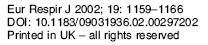 Eur Respir J 2002; 19: 1159–1166
DOI: 10.1183/09031936.02.00297202
Printed in UK – all rights reserved